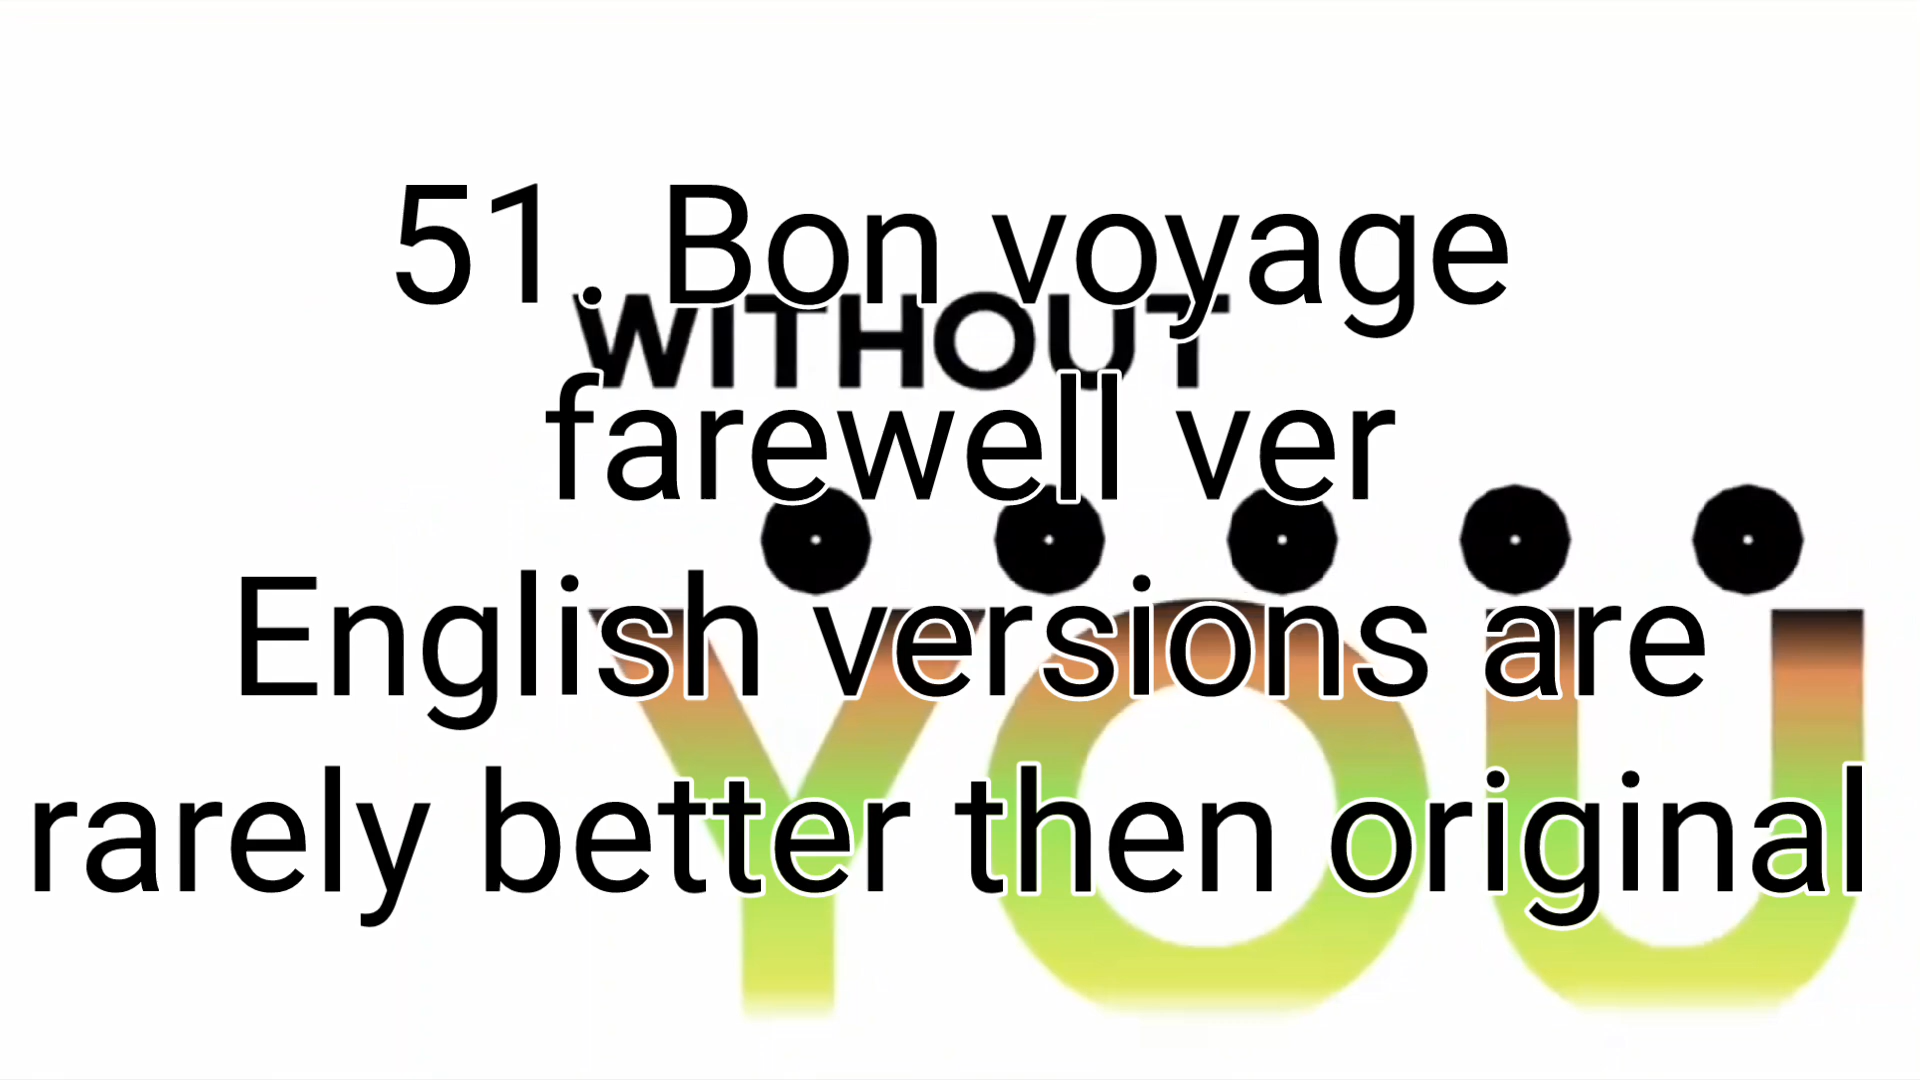 51. Bon voyage
WITHOUT
farewell ver
English versions are
YOU
rarely better then original